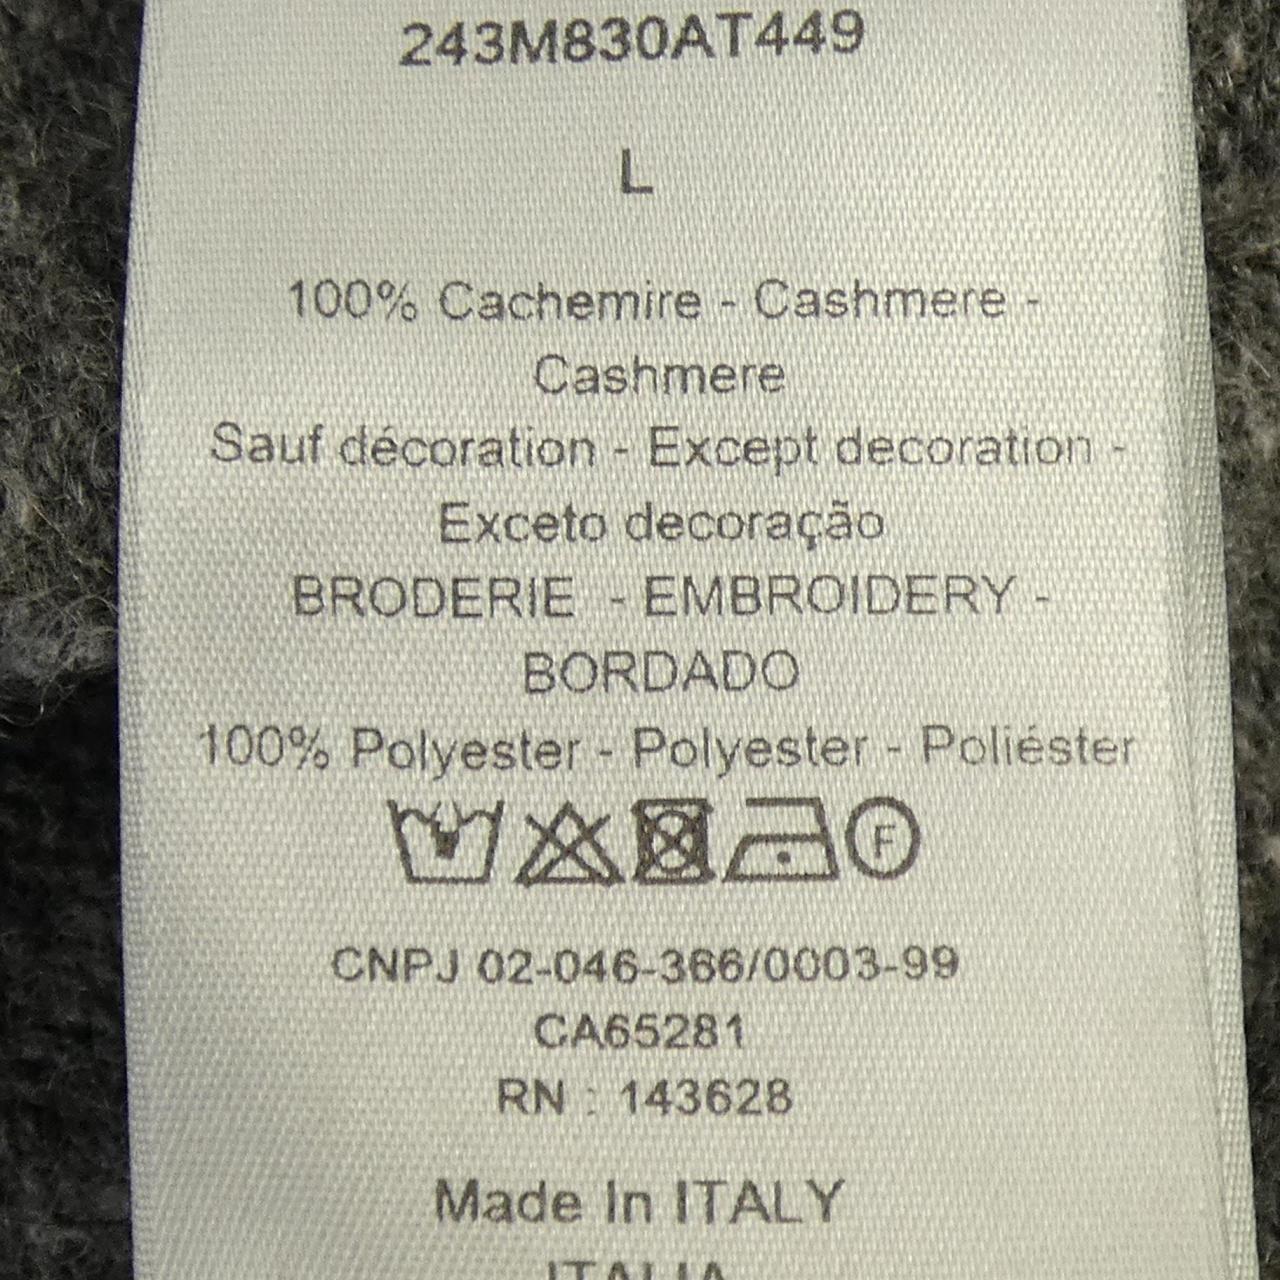 243M830AT449
L
100% Cachemire - Cashmere -
Cashmere
Sauf décoration - Except decoration -
Exceto decoração
BRODERIE - EMBROIDERY -
BORDADO
100% Polyester - Polyester - Poliéster
F
CNPJ 02-046-366/0003-99
CA65281
RN : 143628
Made In ITALY
ITALIA